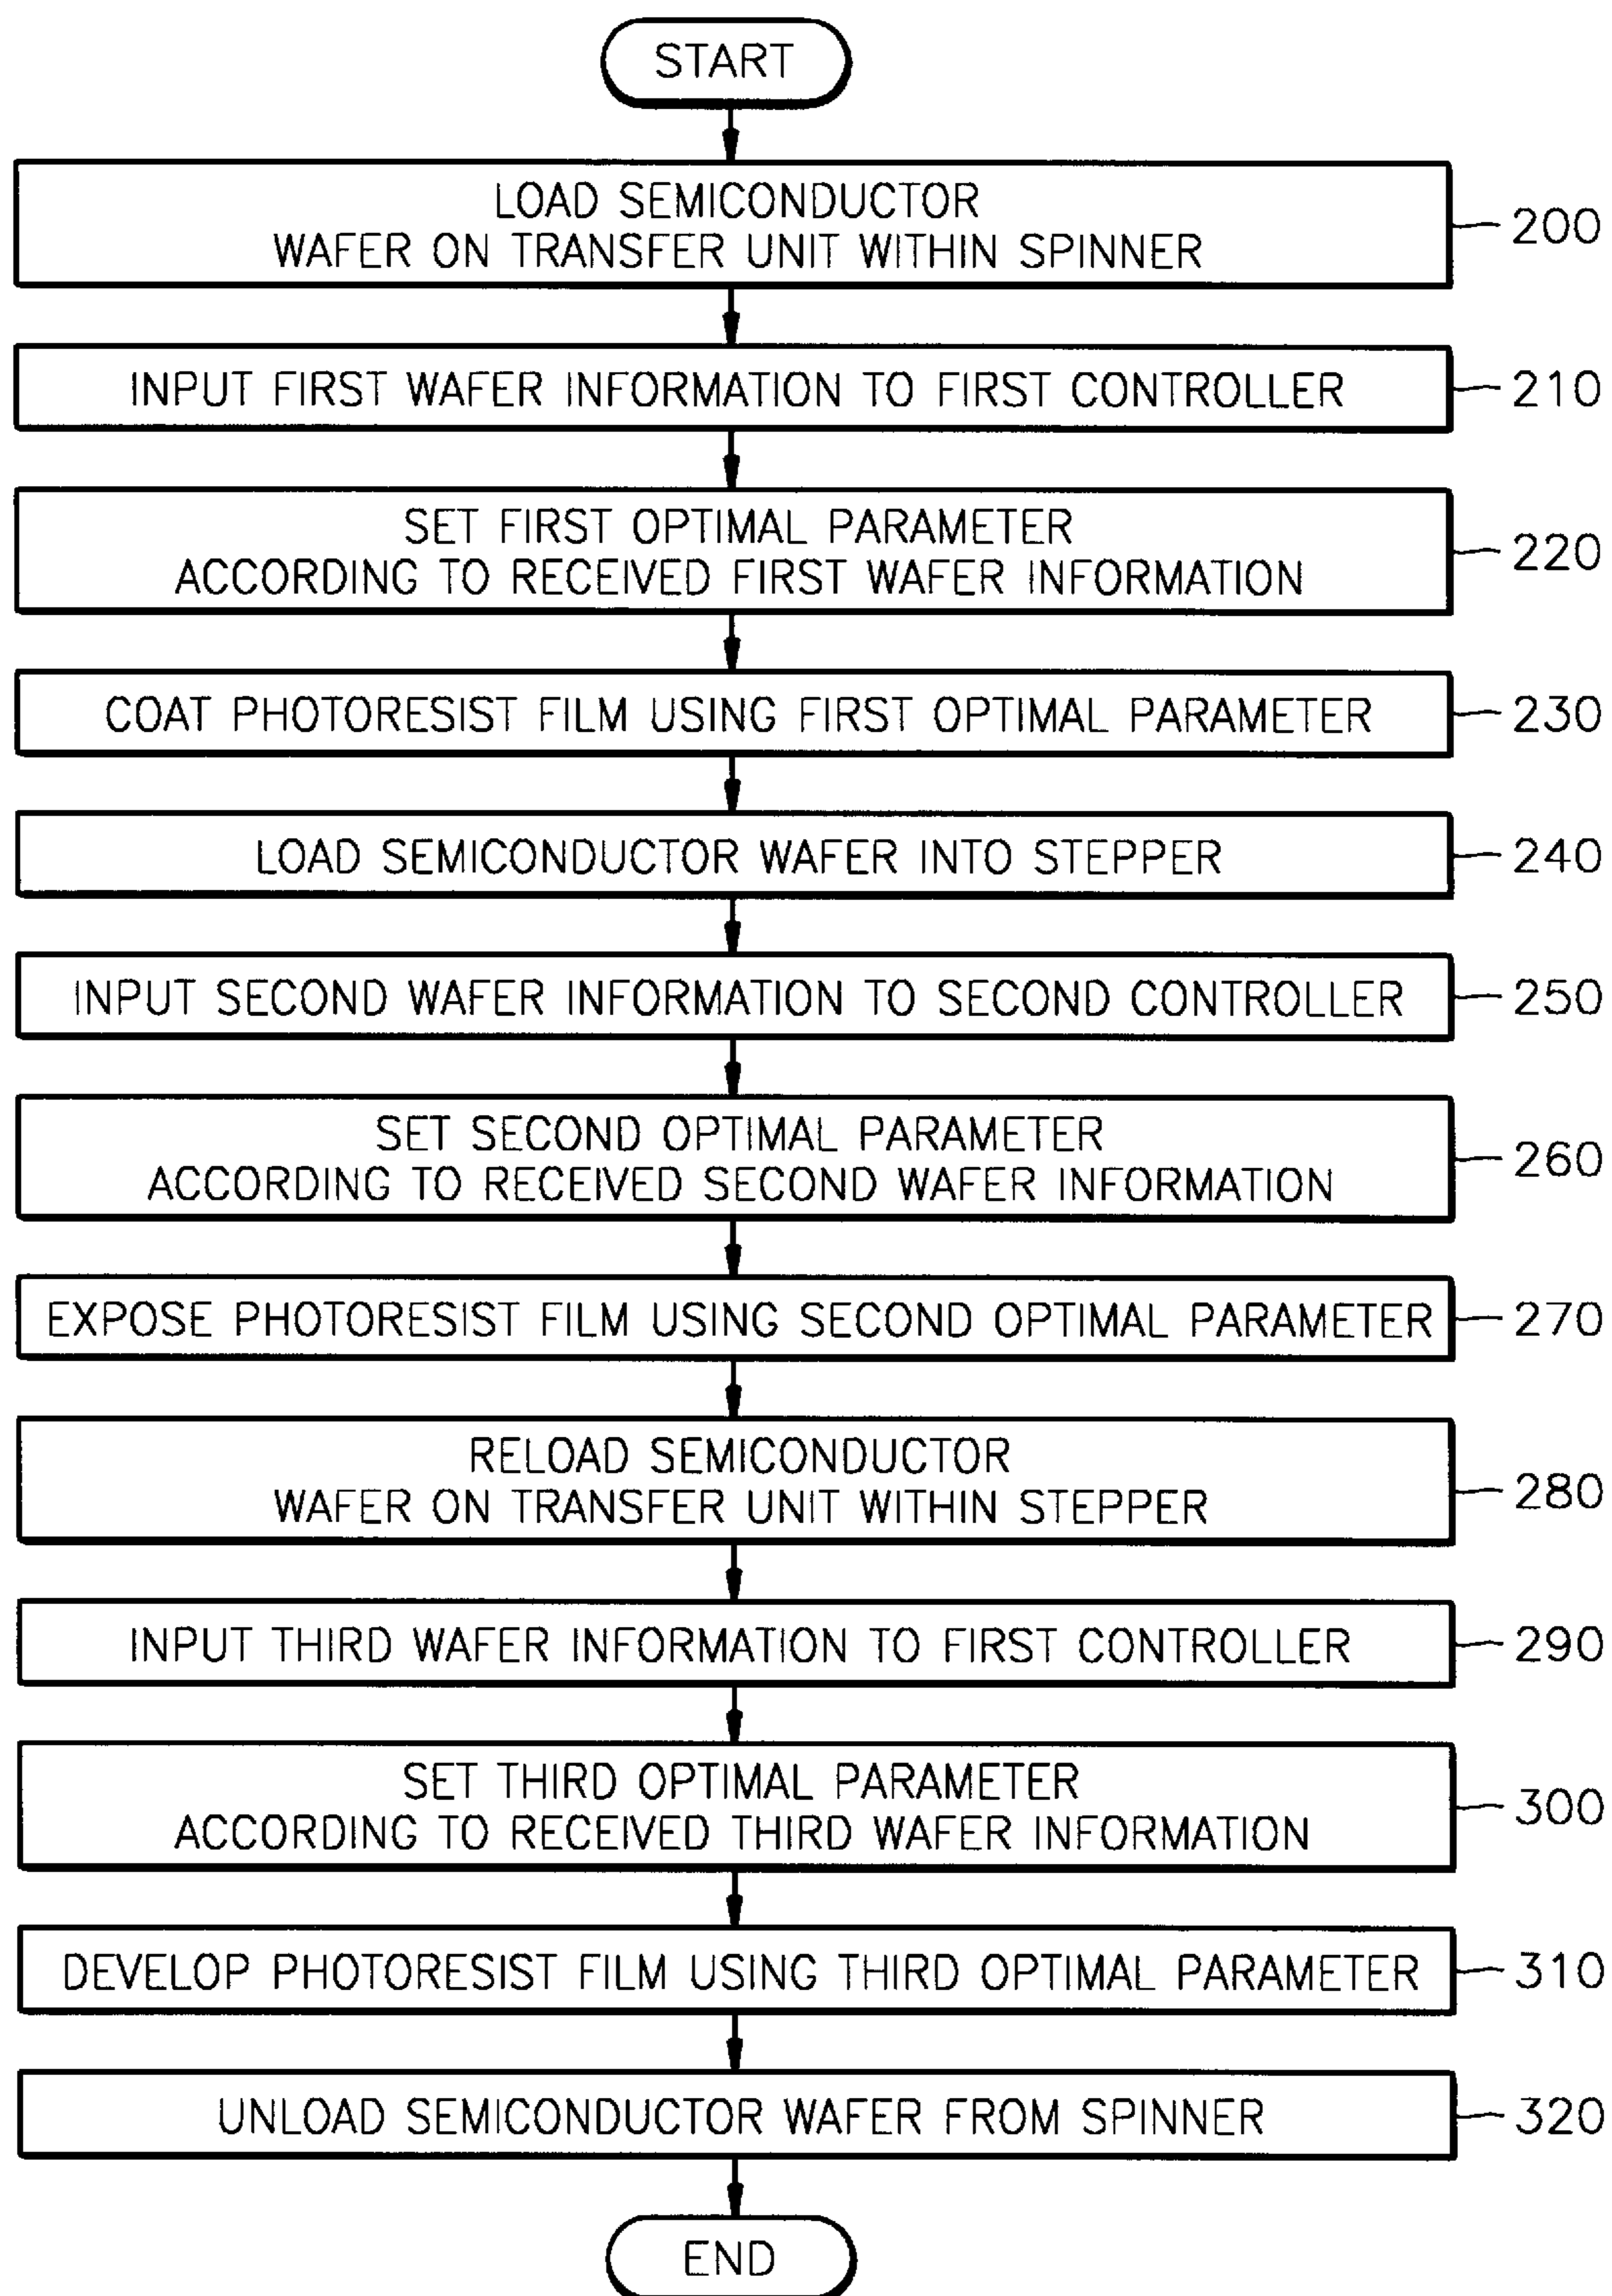 START
LOAD SEMICONDUCTOR
WAFER ON TRANSFER UNIT WITHIN SPINNER
200
INPUT FIRST WAFER INFORMATION TO FIRST CONTROLLER
210
SET FIRST OPTIMAL PARAMETER
ACCORDING TO RECEIVED FIRST WAFER INFORMATION
220
COAT PHOTORESIST FILM USING FIRST OPTIMAL PARAMETER
230
LOAD SEMICONDUCTOR WAFER INTO STEPPER
240
INPUT SECOND WAFER INFORMATION TO SECOND CONTROLLER
250
SET SECOND OPTIMAL PARAMETER
ACCORDING TO RECEIVED SECOND WAFER INFORMATION
260
EXPOSE PHOTORESIST FILM USING SECOND OPTIMAL PARAMETER
270
RELOAD SEMICONDUCTOR
WAFER ON TRANSFER UNIT WITHIN STEPPER
280
INPUT THIRD WAFER INFORMATION TO FIRST CONTROLLER
290
SET THIRD OPTIMAL PARAMETER
ACCORDING TO RECEIVED THIRD WAFER INFORMATION
300
DEVELOP PHOTORESIST FILM USING THIRD OPTIMAL PARAMETER
310
UNLOAD SEMICONDUCTOR WAFER FROM SPINNER
320
END